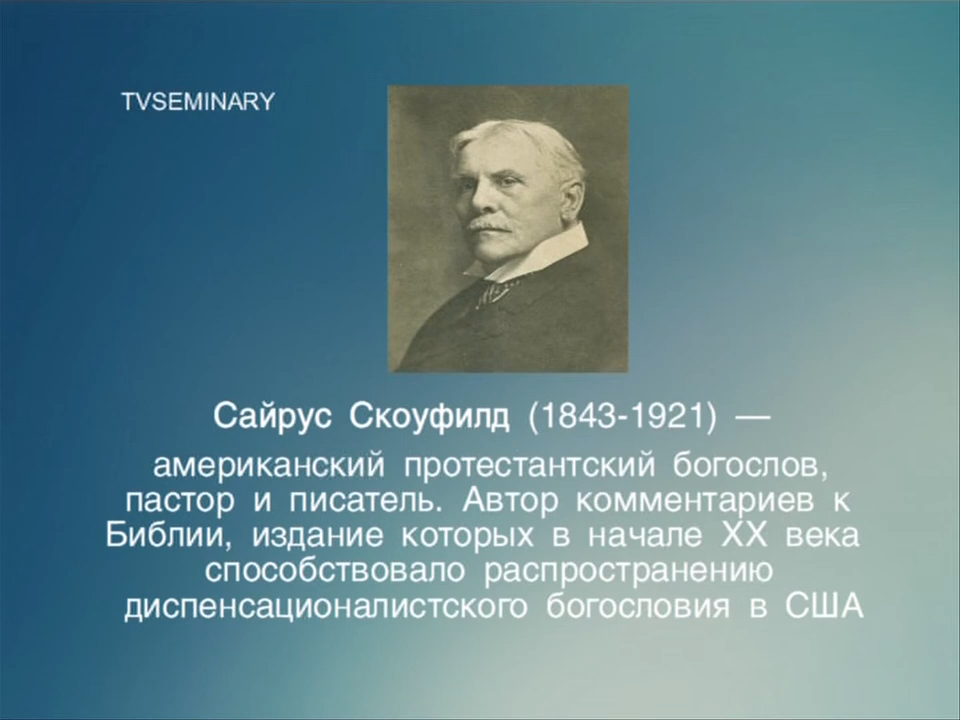 TVSEMINARY
Сайрус Скоуфилд (1843-1921) —
американский протестантский богослов,
пастор и писатель. Автор комментариев к
Библии, издание которых в начале XX века
способствовало распространению
диспенсационалистского богословия в США